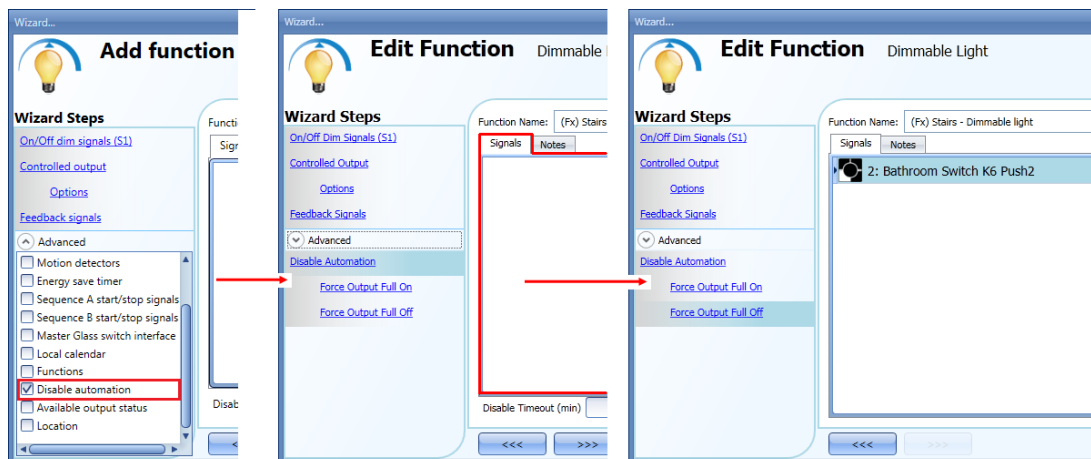 Wizard...
Add function
Wizard Steps
On/Off dim signals (S1)
Controlled output
Options
Feedback signals
Advanced
Motion detectors
Energy save timer
Sequence A start/stop signals
Sequence B start/stop signals
Master Glass switch interface
Local calendar
Functions
Disable automation
Available output status
Location
Functi
Sigr
Disab
<
Wizard...
Edit Function Dimmable
Wizard Steps
On/Off Dim Signals (S1)
Controlled Output
Options
Feedback Signals
Advanced
Disable Automation
Force Output Full On
Force Output Full Off
Function Name: (Fx) Stairs
Signals Notes
Disable Timeout (min)
<<< >>>
Wizard...
Edit Function Dimmable Light
Wizard Steps
On/Off Dim Signals (S1)
Controlled Output
Options
Feedback Signals
Advanced
Disable Automation
Force Output Full On
Force Output Full Off
Function Name: (Fx) Stairs - Dimmable light
Signals Notes
2: Bathroom Switch K6 Push2
<<< >>>